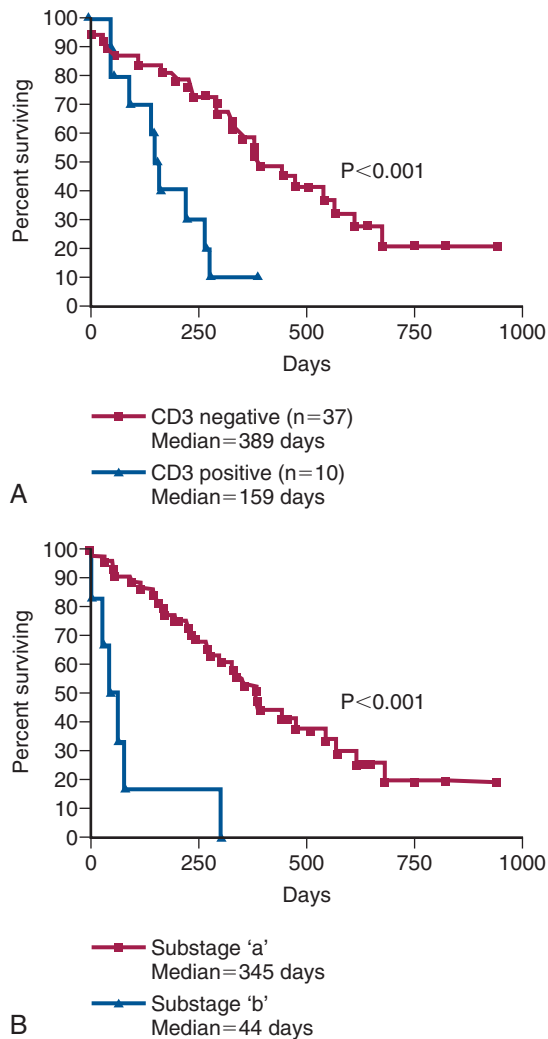 100
90
80
70
60
50
40
30
20
10
0
Percent surviving
P<0.001
0 250 500 750 1000
Days
CD3 negative (n=37)
Median=389 days
CD3 positive (n=10)
Median=159 days
A
100
90
80
70
60
50
40
30
20
10
0
Percent surviving
P<0.001
0 250 500 750 1000
Days
Substage ‘a’
Median=345 days
Substage ‘b’
Median=44 days
B